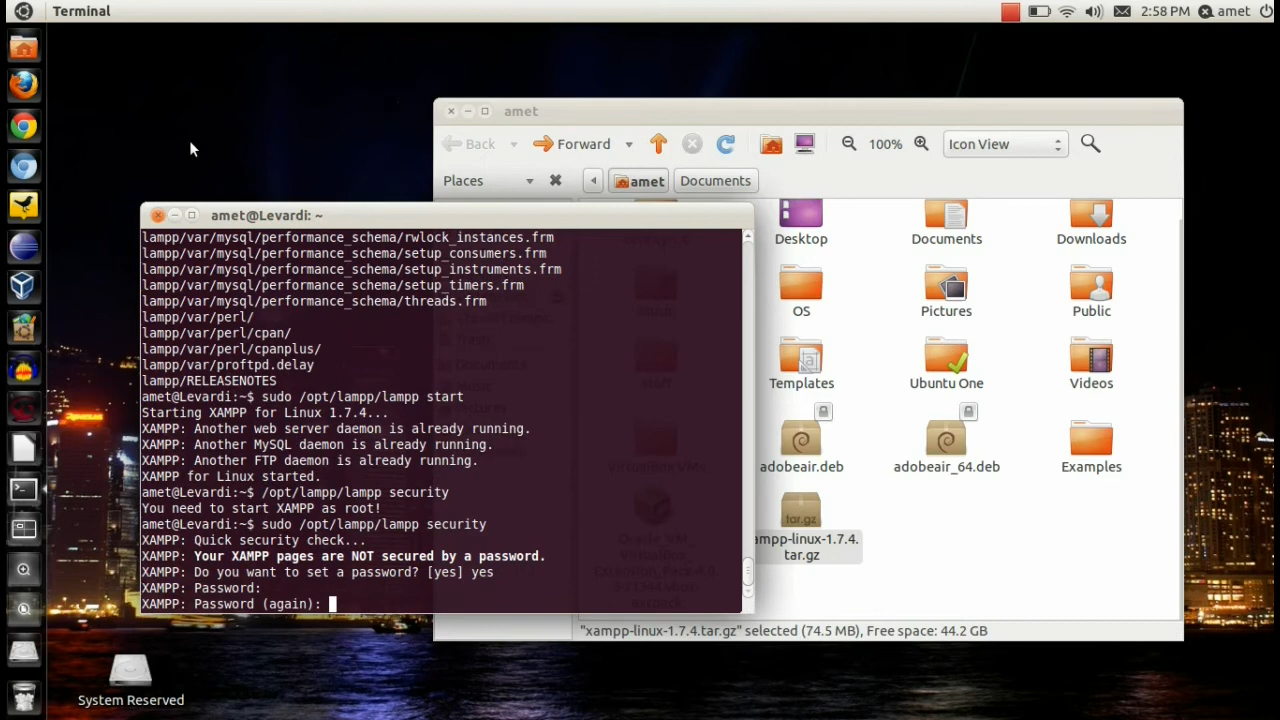 Terminal
2:58 PM
amet
amet
Back
Forward
100%
Icon View
Places
amet
Documents
Desktop
Documents
Downloads
OS
Pictures
Public
Templates
Ubuntu One
Videos
adobeair.deb
adobeair_64.deb
Examples
tar.gz
ampp-linux-1.7.4.
tar.gz
"xampp-linux-1.7.4.tar.gz" selected (74.5 MB), Free space: 44.2 GB
amet@Levardi: ~
lampp/var/mysql/performance_schema/rwlock_instances.frm
lampp/var/mysql/performance_schema/setup_consumers.frm
lampp/var/mysql/performance_schema/setup_instruments.frm
lampp/var/mysql/performance_schema/setup_timers.frm
lampp/var/mysql/performance_schema/threads.frm
lampp/var/perl/
lampp/var/perl/cpan/
lampp/var/perl/cpanplus/
lampp/var/proftpd.delay
lampp/RELEASENOTES
amet@Levardi:~$ sudo /opt/lampp/lampp start
Starting XAMPP for Linux 1.7.4...
XAMPP: Another web server daemon is already running.
XAMPP: Another MySQL daemon is already running.
XAMPP: Another FTP daemon is already running.
XAMPP for Linux started.
amet@Levardi:~$ /opt/lampp/lampp security
You need to start XAMPP as root!
amet@Levardi:~$ sudo /opt/lampp/lampp security
XAMPP: Quick security check...
XAMPP: Your XAMPP pages are NOT secured by a password.
XAMPP: Do you want to set a password? [yes] yes
XAMPP: Password:
XAMPP: Password (again):
System Reserved